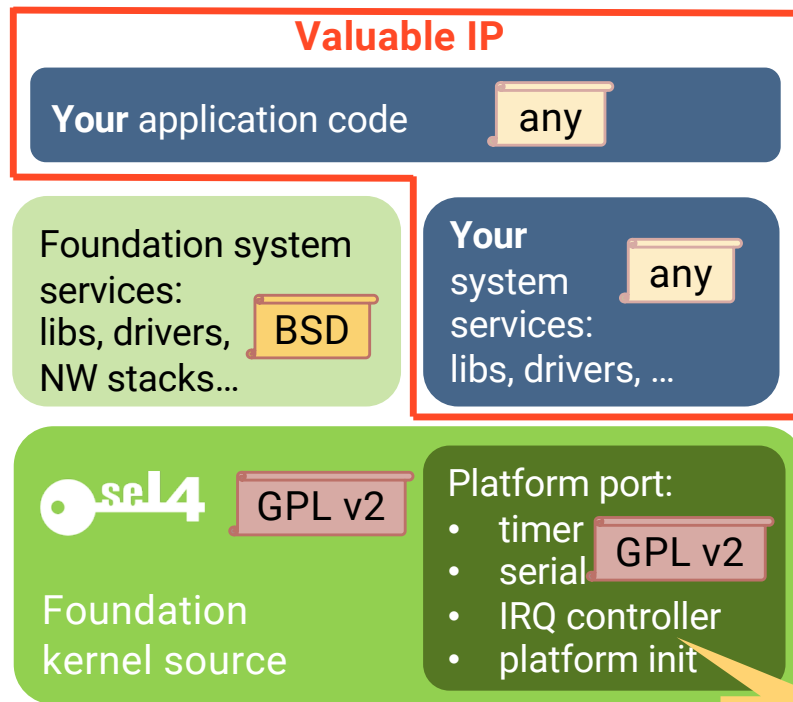 Valuable IP
Your application code
any
Foundation system
services:
libs, drivers,
NW stacks…
BSD
Your
system
services:
libs, drivers, …
any
seL4
GPL v2
Foundation
kernel source
Platform port:
• timer
• serial
• IRQ controller
• platform init
GPL v2